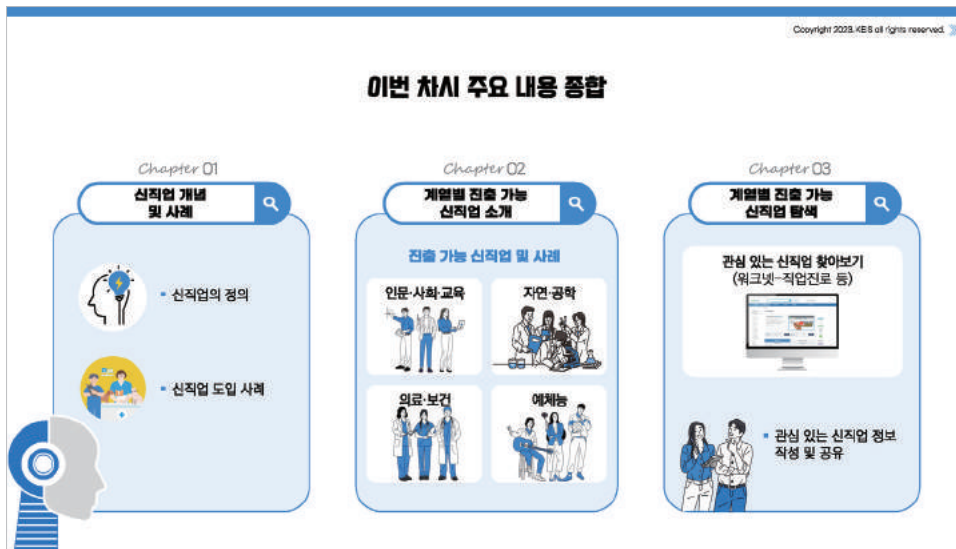 Copyright 2023. KEIS all rights reserved.
이번 차시 주요 내용 종합
Chapter 01
신직업 개념
및 사례
신직업의 정의
신직업 도입 사례
Chapter 02
계열별 진출 가능
신직업 소개
진출 가능 신직업 및 사례
인문·사회·교육
자연·공학
의료·보건
예체능
Chapter 03
계열별 진출 가능
신직업 탐색
관심 있는 신직업 찾아보기
(워크넷-직업진로 등)
관심 있는 신직업 정보
작성 및 공유